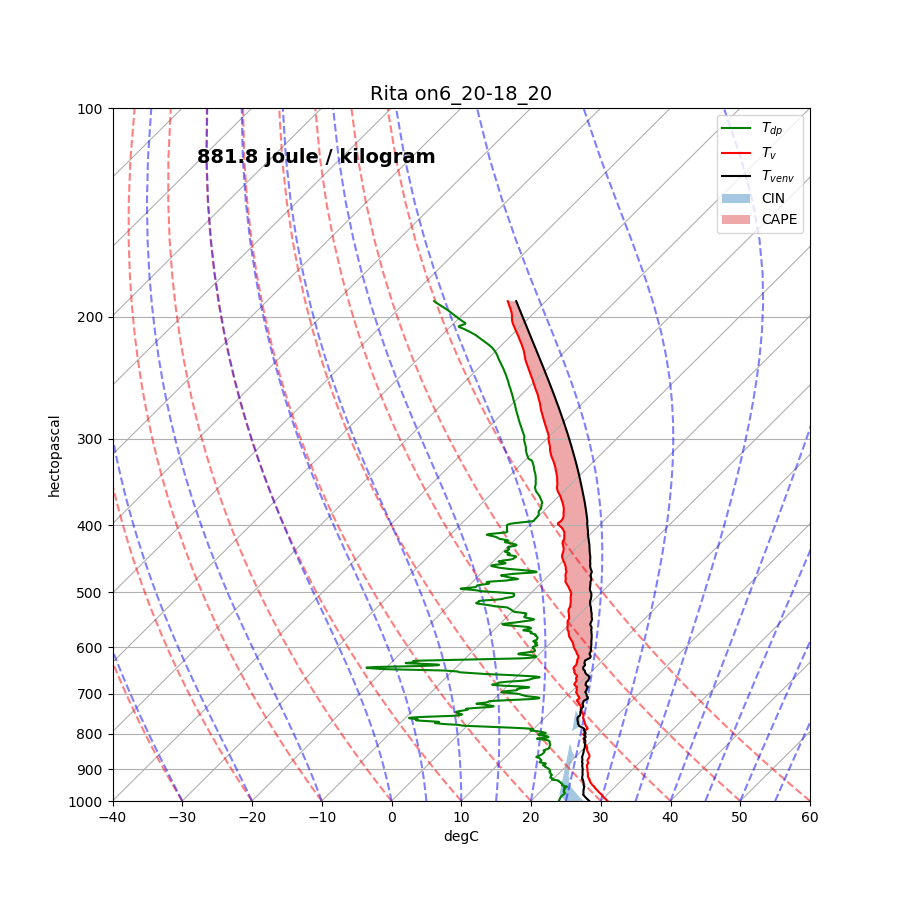 Rita on6_20-18_20
881.8 joule / kilogram
T_dp
T_v
T_venv
CIN
CAPE
hectopascal
100
200
300
400
500
600
700
800
900
1000
−40 −30 −20 −10 0 10 20 30 40 50 60
degC